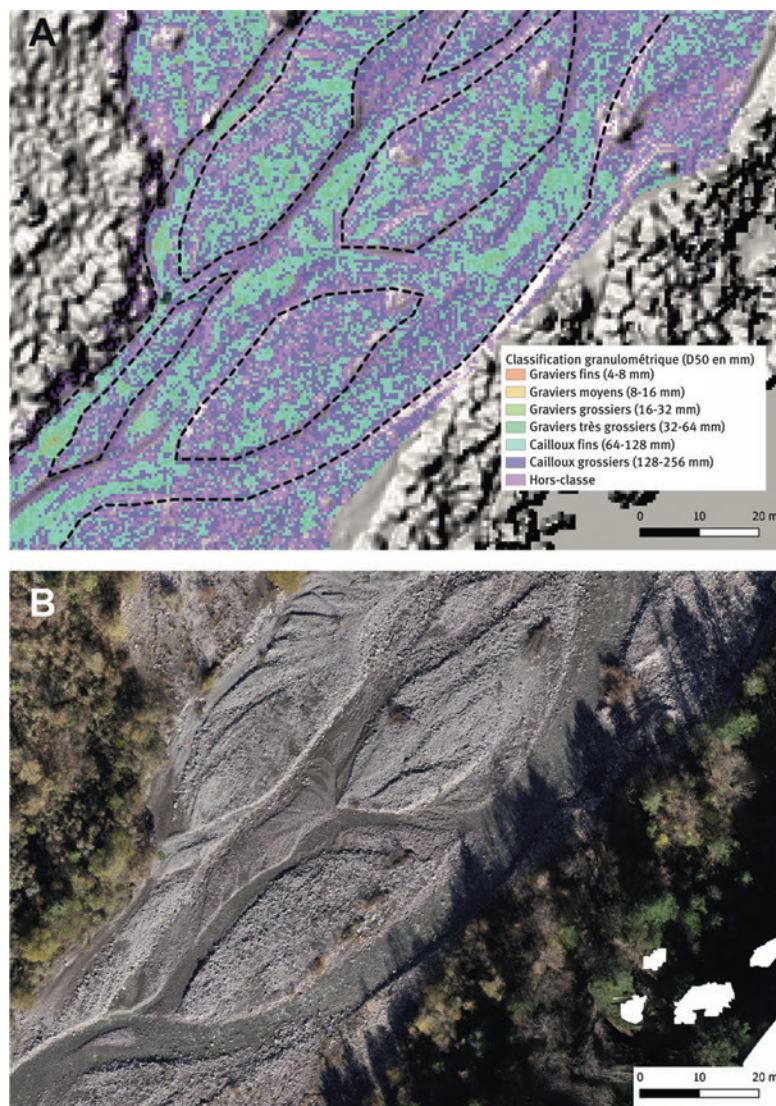 A
Classification granulométrique (D50 en mm)
Graviers fins (4-8 mm)
Graviers moyens (8-16 mm)
Graviers grossiers (16-32 mm)
Graviers très grossiers (32-64 mm)
Cailloux fins (64-128 mm)
Cailloux grossiers (128-256 mm)
Hors-classe
0 10 20 m
B
0 10 20 m